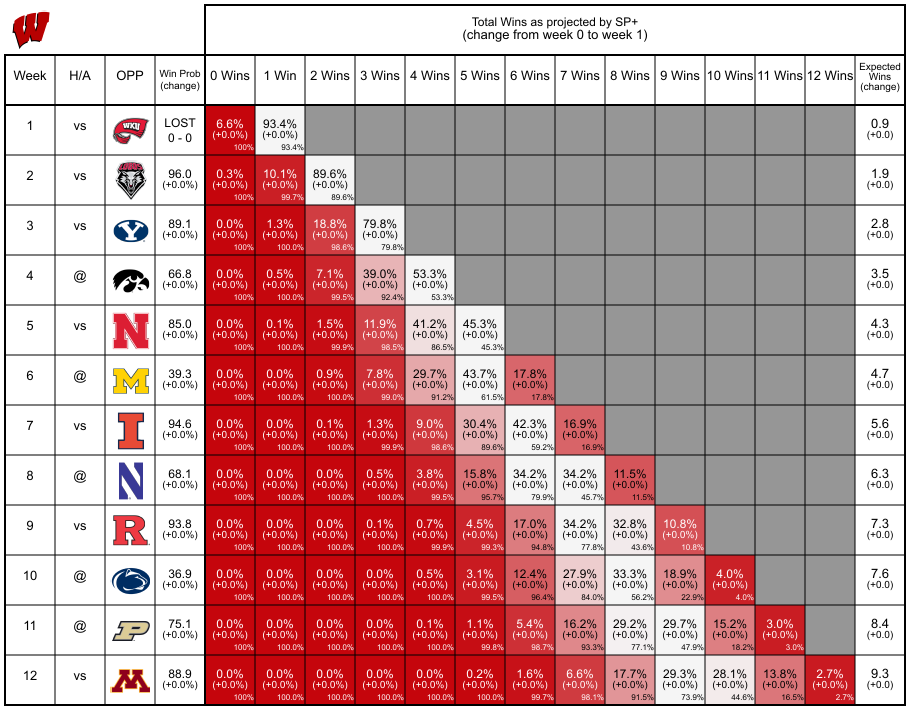 Total Wins as projected by SP+
(change from week 0 to week 1)
Week H/A OPP Win Prob (change) 0 Wins 1 Win 2 Wins 3 Wins 4 Wins 5 Wins 6 Wins 7 Wins 8 Wins 9 Wins 10 Wins 11 Wins 12 Wins Expected Wins (change)
1 vs WKU LOST 6.6% 93.4% 0.9
0 - 0 (+0.0%) (+0.0%) (+0.0)
100% 93.4%
2 vs 96.0 0.3% 10.1% 89.6% 1.9
(+0.0%) (+0.0%) (+0.0%) (+0.0%) (+0.0)
100% 99.7% 89.6%
3 vs Y 89.1 0.0% 1.3% 18.8% 79.8% 2.8
(+0.0%) (+0.0%) (+0.0%) (+0.0%) (+0.0%) (+0.0)
100% 100.0% 98.6% 79.8%
4 @ 66.8 0.0% 0.5% 7.1% 39.0% 53.3% 3.5
(+0.0%) (+0.0%) (+0.0%) (+0.0%) (+0.0%) (+0.0%) (+0.0)
100% 100.0% 99.5% 92.4% 53.3%
5 vs N 85.0 0.0% 0.1% 1.5% 11.9% 41.2% 45.3% 4.3
(+0.0%) (+0.0%) (+0.0%) (+0.0%) (+0.0%) (+0.0%) (+0.0%) (+0.0)
100% 100.0% 99.9% 98.5% 86.5% 45.3%
6 @ M 39.3 0.0% 0.0% 0.9% 7.8% 29.7% 43.7% 17.8% 4.7
(+0.0%) (+0.0%) (+0.0%) (+0.0%) (+0.0%) (+0.0%) (+0.0%) (+0.0%) (+0.0)
100% 100.0% 100.0% 99.0% 91.2% 61.5% 17.8%
7 vs I 94.6 0.0% 0.0% 0.1% 1.3% 9.0% 30.4% 42.3% 16.9% 5.6
(+0.0%) (+0.0%) (+0.0%) (+0.0%) (+0.0%) (+0.0%) (+0.0%) (+0.0%) (+0.0%) (+0.0)
100% 100.0% 100.0% 99.9% 98.6% 89.6% 59.2% 16.9%
8 @ N 68.1 0.0% 0.0% 0.0% 0.5% 3.8% 15.8% 34.2% 34.2% 11.5% 6.3
(+0.0%) (+0.0%) (+0.0%) (+0.0%) (+0.0%) (+0.0%) (+0.0%) (+0.0%) (+0.0%) (+0.0%) (+0.0)
100% 100.0% 100.0% 100.0% 99.5% 95.7% 79.9% 45.7% 11.5%
9 vs R 93.8 0.0% 0.0% 0.0% 0.1% 0.7% 4.5% 17.0% 34.2% 32.8% 10.8% 7.3
(+0.0%) (+0.0%) (+0.0%) (+0.0%) (+0.0%) (+0.0%) (+0.0%) (+0.0%) (+0.0%) (+0.0%) (+0.0%) (+0.0)
100% 100.0% 100.0% 100.0% 99.9% 99.3% 94.8% 77.8% 43.6% 10.8%
10 @ 36.9 0.0% 0.0% 0.0% 0.0% 0.5% 3.1% 12.4% 27.9% 33.3% 18.9% 4.0% 7.6
(+0.0%) (+0.0%) (+0.0%) (+0.0%) (+0.0%) (+0.0%) (+0.0%) (+0.0%) (+0.0%) (+0.0%) (+0.0%) (+0.0%) (+0.0)
100% 100.0% 100.0% 100.0% 100.0% 99.5% 96.4% 84.0% 56.2% 22.9% 4.0%
11 @ P 75.1 0.0% 0.0% 0.0% 0.0% 0.1% 1.1% 5.4% 16.2% 29.2% 29.7% 15.2% 3.0% 8.4
(+0.0%) (+0.0%) (+0.0%) (+0.0%) (+0.0%) (+0.0%) (+0.0%) (+0.0%) (+0.0%) (+0.0%) (+0.0%) (+0.0%) (+0.0%) (+0.0)
100% 100.0% 100.0% 100.0% 100.0% 99.8% 98.7% 93.3% 77.1% 47.9% 18.2% 3.0%
12 vs M 88.9 0.0% 0.0% 0.0% 0.0% 0.0% 0.2% 1.6% 6.6% 17.7% 29.3% 28.1% 13.8% 2.7% 9.3
(+0.0%) (+0.0%) (+0.0%) (+0.0%) (+0.0%) (+0.0%) (+0.0%) (+0.0%) (+0.0%) (+0.0%) (+0.0%) (+0.0%) (+0.0%) (+0.0%) (+0.0)
100% 100.0% 100.0% 100.0% 100.0% 100.0% 99.7% 98.1% 91.5% 73.9% 44.6% 16.5% 2.7%